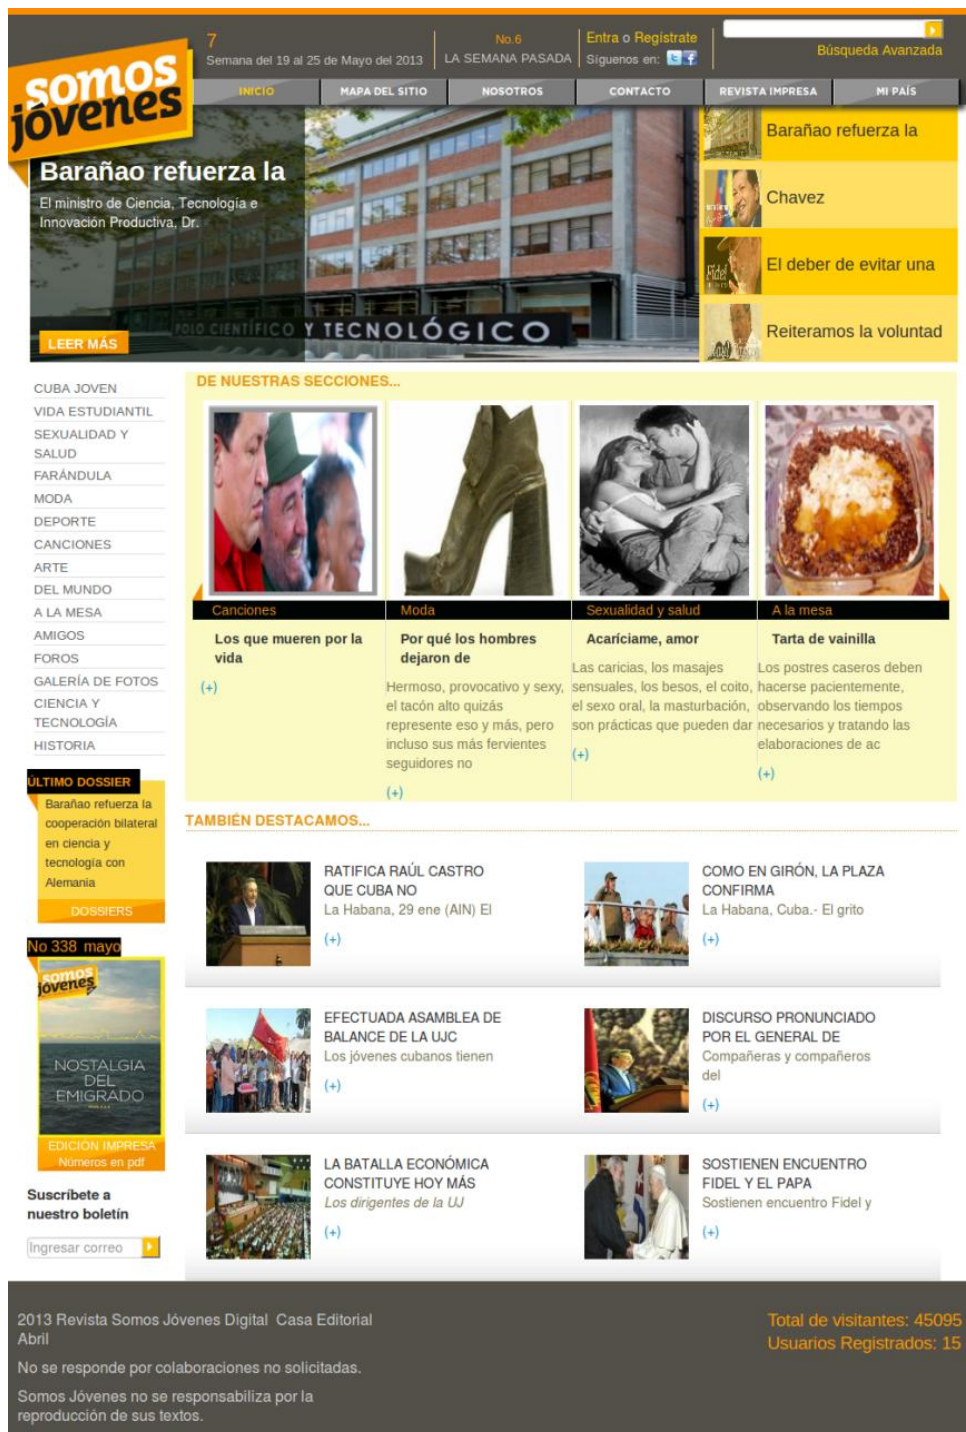 somos
jóvenes
7
Semana del 19 al 25 de Mayo del 2013
No.6
LA SEMANA PASADA
Entra o Regístrate
Síguenos en:
Búsqueda Avanzada
INICIO
MAPA DEL SITIO
NOSOTROS
CONTACTO
REVISTA IMPRESA
MI PAÍS
Barañao refuerza la
El ministro de Ciencia, Tecnología e
Innovación Productiva, Dr.
POLO CIENTÍFICO Y TECNOLÓGICO
LEER MÁS
Barañao refuerza la
Chavez
Fidel
El deber de evitar una
Reiteramos la voluntad
CUBA JOVEN
VIDA ESTUDIANTIL
SEXUALIDAD Y
SALUD
FARÁNDULA
MODA
DEPORTE
CANCIONES
ARTE
DEL MUNDO
A LA MESA
AMIGOS
FOROS
GALERÍA DE FOTOS
CIENCIA Y
TECNOLOGÍA
HISTORIA
DE NUESTRAS SECCIONES...
Canciones
Los que mueren por la
vida
(+)
Moda
Por qué los hombres
dejaron de
Hermoso, provocativo y sexy,
el tacón alto quizás
represente eso y más, pero
incluso sus más fervientes
seguidores no
(+)
Sexualidad y salud
Acaríciame, amor
Las caricias, los masajes
sensuales, los besos, el coito,
el sexo oral, la masturbación,
son prácticas que pueden dar
(+)
A la mesa
Tarta de vainilla
Los postres caseros deben
hacerse pacientemente,
observando los tiempos
necesarios y tratando las
elaboraciones de ac
(+)
ÚLTIMO DOSSIER
Barañao refuerza la
cooperación bilateral
en ciencia y
tecnología con
Alemania
DOSSIERS
No 338 mayo
somos
jóvenes
NOSTALGIA
DEL
EMIGRADO
EDICIÓN IMPRESA
Números en pdf
Suscríbete a
nuestro boletín
Ingresar correo
TAMBIÉN DESTACAMOS...
RATIFICA RAÚL CASTRO
QUE CUBA NO
La Habana, 29 ene (AIN) El
(+)
COMO EN GIRÓN, LA PLAZA
CONFIRMA
La Habana, Cuba.- El grito
(+)
EFECTUADA ASAMBLEA DE
BALANCE DE LA UJC
Los jóvenes cubanos tienen
(+)
DISCURSO PRONUNCIADO
POR EL GENERAL DE
Compañeras y compañeros
del
(+)
LA BATALLA ECONÓMICA
CONSTITUYE HOY MÁS
Los dirigentes de la UJ
(+)
SOSTIENEN ENCUENTRO
FIDEL Y EL PAPA
Sostienen encuentro Fidel y
(+)
2013 Revista Somos Jóvenes Digital Casa Editorial
Abril
No se responde por colaboraciones no solicitadas.
Somos Jóvenes no se responsabiliza por la
reproducción de sus textos.
Total de visitantes: 45095
Usuarios Registrados: 15